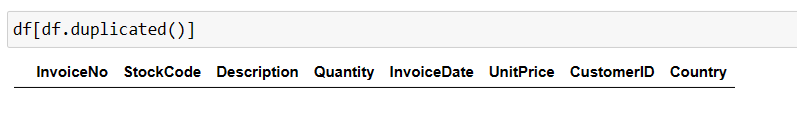 df[df.duplicated()]
InvoiceNo StockCode Description Quantity InvoiceDate UnitPrice CustomerID Country